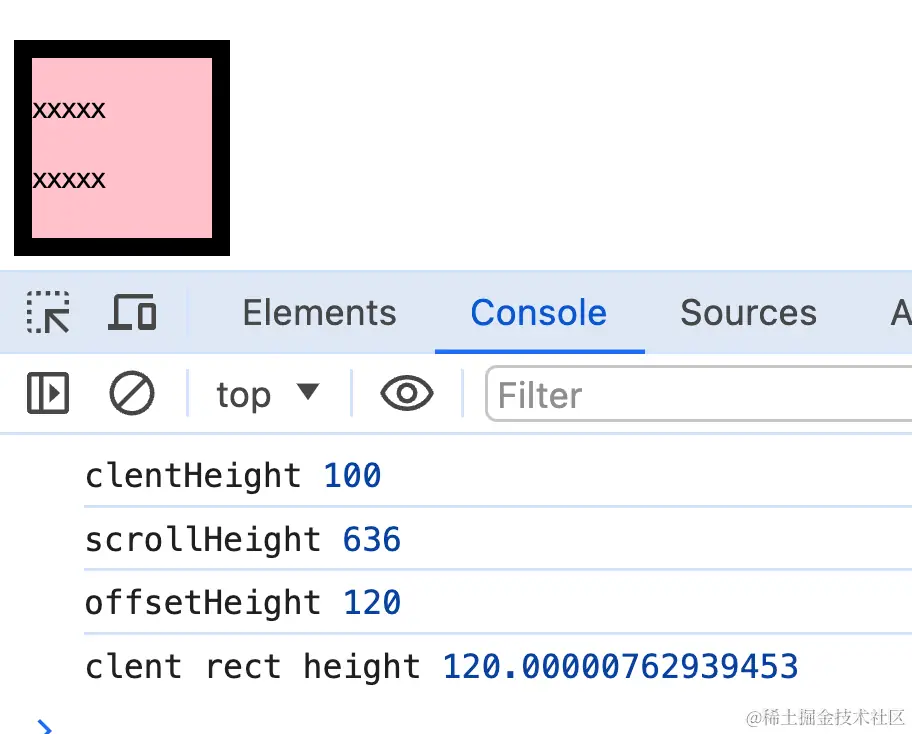 xxxxx
xxxxx
Elements Console Sources A
top Filter
clentHeight 100
scrollHeight 636
offsetHeight 120
clent rect height 120.00000762939453
@稀土掘金技术社区